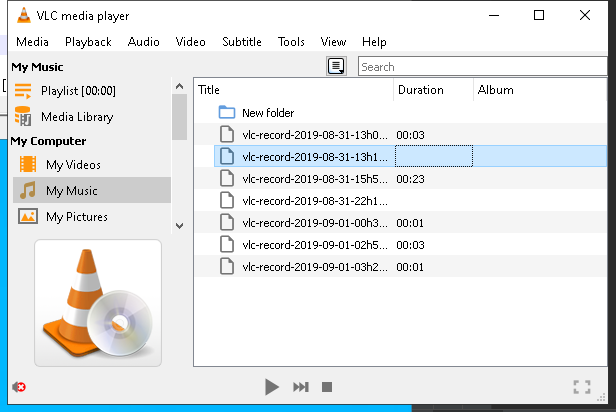 VLC media player
Media Playback Audio Video Subtitle Tools View Help
My Music
Playlist [00:00]
Media Library
My Computer
My Videos
My Music
My Pictures
Search
Title Duration Album
New folder
vlc-record-2019-08-31-13h0... 00:03
vlc-record-2019-08-31-13h1...
vlc-record-2019-08-31-15h5... 00:23
vlc-record-2019-08-31-22h1...
vlc-record-2019-09-01-00h3... 00:01
vlc-record-2019-09-01-02h5... 00:03
vlc-record-2019-09-01-03h2... 00:01